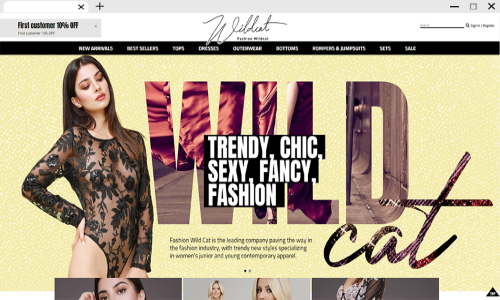 First customer 10% OFF
First customer 10% OFF
Wildcat
Fashion Wildcat
Sign in / Register
NEW ARRIVALS BEST SELLERS TOPS DRESSES OUTERWEAR BOTTOMS ROMPERS & JUMPSUITS SETS SALE
WILD
TRENDY, CHIC,
SEXY, FANCY,
FASHION
cat
Fashion Wild Cat is the leading company paving the way in
the fashion industry, with trendy new styles specializing
in women's junior and young contemporary apparel.